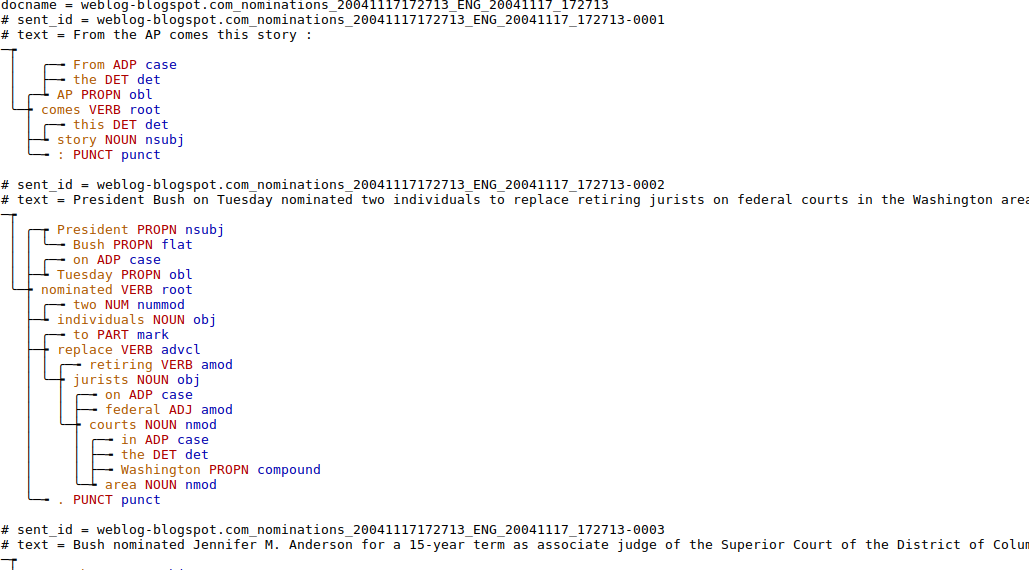 docname = weblog-blogspot.com_nominations_20041117172713_ENG_20041117_172713
# sent_id = weblog-blogspot.com_nominations_20041117172713_ENG_20041117_172713-0001
# text = From the AP comes this story :
From ADP case
the DET det
AP PROPN obl
comes VERB root
this DET det
story NOUN nsubj
: PUNCT punct
# sent_id = weblog-blogspot.com_nominations_20041117172713_ENG_20041117_172713-0002
# text = President Bush on Tuesday nominated two individuals to replace retiring jurists on federal courts in the Washington area
President PROPN nsubj
Bush PROPN flat
on ADP case
Tuesday PROPN obl
nominated VERB root
two NUM nummod
individuals NOUN obj
to PART mark
replace VERB advcl
retiring VERB amod
jurists NOUN obj
on ADP case
federal ADJ amod
courts NOUN nmod
in ADP case
the DET det
Washington PROPN compound
area NOUN nmod
. PUNCT punct
# sent_id = weblog-blogspot.com_nominations_20041117172713_ENG_20041117_172713-0003
# text = Bush nominated Jennifer M. Anderson for a 15-year term as associate judge of the Superior Court of the District of Colum